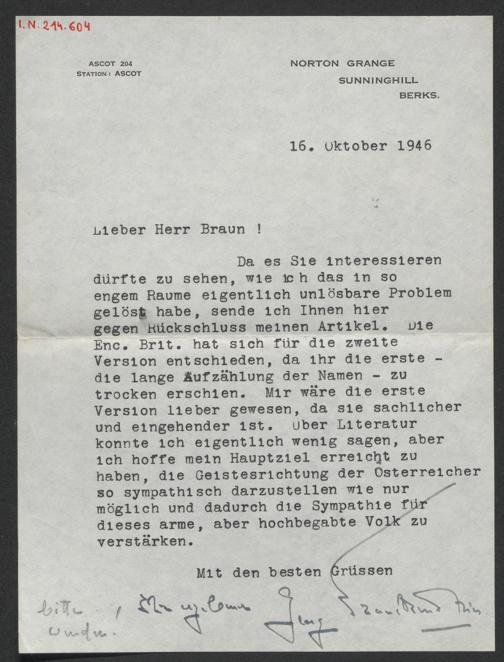 I.N. 214.604
ASCOT 204
STATION: ASCOT
NORTON GRANGE
SUNNINGHILL
BERKS.
16. Oktober 1946
Lieber Herr Braun !
Da es Sie interessieren
dürfte zu sehen, wie ich das in so
engem Raume eigentlich unlösbare Problem
gelöst habe, sende ich Ihnen hier
gegen Rückschluss meinen Artikel. Die
Enc. Brit. hat sich für die zweite
Version entschieden, da ihr die erste -
die lange Aufzählung der Namen - zu
trocken erschien. Mir wäre die erste
Version lieber gewesen, da sie sachlicher
und eingehender ist. Über Literatur
konnte ich eigentlich wenig sagen, aber
ich hoffe mein Hauptziel erreicht zu
haben, die Geistesrichtung der Österreicher
so sympathisch darzustellen wie nur
möglich und dadurch die Sympathie für
dieses arme, aber hochbegabte Volk zu
verstärken.
Mit den besten Grüssen
bitte
wenden.